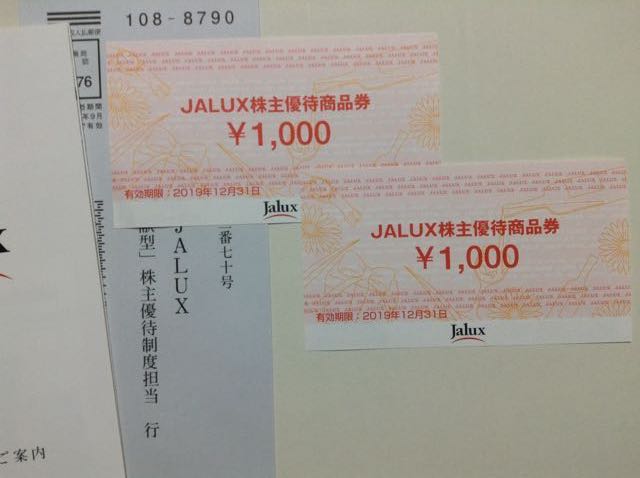 108-8790
76
JALUX株主優待商品券
¥1,000
有効期限：2019年12月31日
Jalux
JALUX株主優待商品券
¥1,000
有効期限：2019年12月31日
Jalux
二番七十号
JALUX
型」株主優待制度担当 行
ご案内